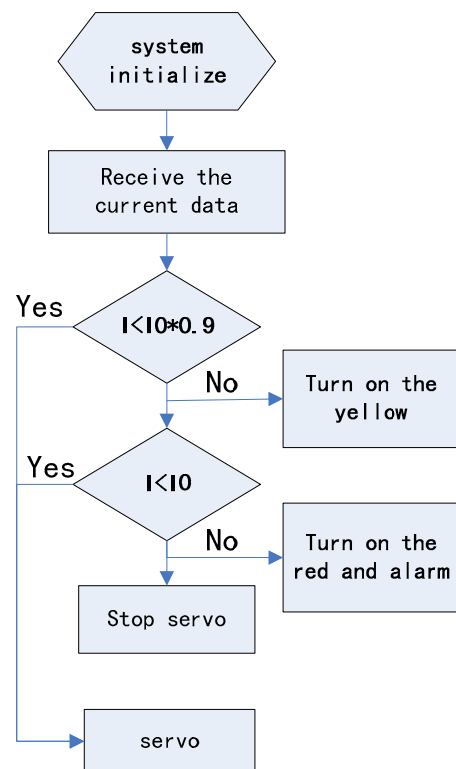 system
initialize
Receive the
current data
Yes
I<I0*0.9
No
Turn on the
yellow
Yes
I<I0
No
Turn on the
red and alarm
Stop servo
servo